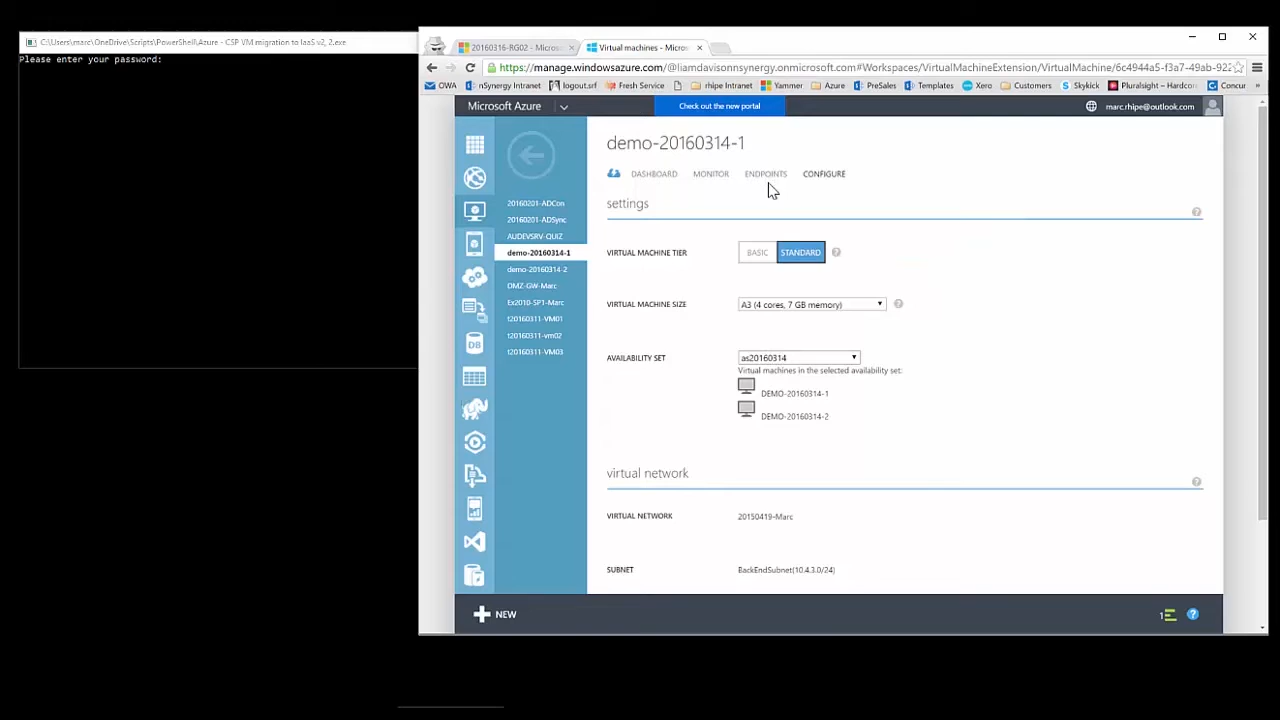 C:\Users\marc\OneDrive\Scripts\PowerShell\Azure - CSP VM migration to IaaS v2, 2.exe
Please enter your password:
20160316-RG02 - Microso
Virtual machines - Micros
https://manage.windowsazure.com/@liamdavisonnsynergy.onmicrosoft.com#Workspaces/VirtualMachineExtension/VirtualMachine/6c4944a5-f3a7-49ab-922
OWA
nSynergy Intranet
logout.srf
Fresh Service
rhipe Intranet
Yammer
Azure
PreSales
Templates
Xero
Customers
Skykick
Pluralsight – Hardcore
Concur
Microsoft Azure
Check out the new portal
marc.rhipe@outlook.com
demo-20160314-1
DASHBOARD
MONITOR
ENDPOINTS
CONFIGURE
20160201-ADCon
20160201-ADSync
AUDEVSRV-QUIZ
demo-20160314-1
demo-20160314-2
DMZ-GW-Marc
Ex2010-SP1-Marc
t20160311-VM01
t20160311-vm02
t20160311-VM03
DB
settings
?
VIRTUAL MACHINE TIER
BASIC
STANDARD
?
VIRTUAL MACHINE SIZE
A3 (4 cores, 7 GB memory)
?
AVAILABILITY SET
as20160314
Virtual machines in the selected availability set:
DEMO-20160314-1
DEMO-20160314-2
virtual network
?
VIRTUAL NETWORK
20150419-Marc
SUBNET
BackEndSubnet(10.4.3.0/24)
NEW
1
?